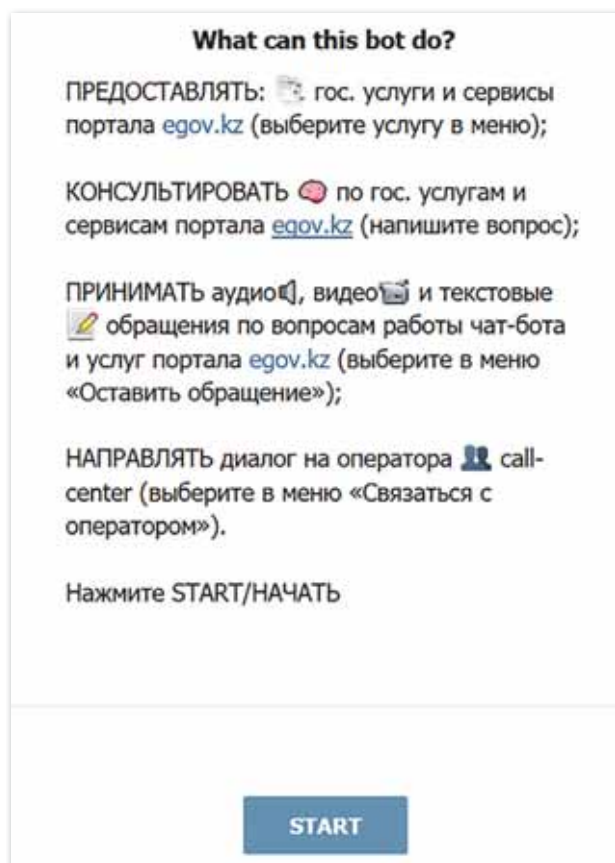 What can this bot do?
ПРЕДОСТАВЛЯТЬ: гос. услуги и сервисы
портала egov.kz (выберите услугу в меню);
КОНСУЛЬТИРОВАТЬ 🧠 по гос. услугам и
сервисам портала egov.kz (напишите вопрос);
ПРИНИМАТЬ аудио🔈, видео📹 и текстовые
📝 обращения по вопросам работы чат-бота
и услуг портала egov.kz (выберите в меню
«Оставить обращение»);
НАПРАВЛЯТЬ диалог на оператора 👥 call-
center (выберите в меню «Связаться с
оператором»).
Нажмите START/НАЧАТЬ
START